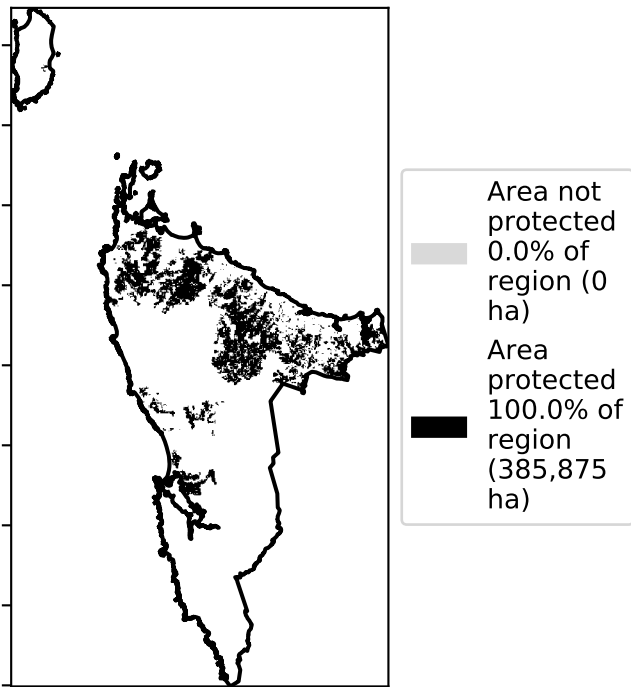 Area not
protected
0.0% of
region (0
ha)
Area
protected
100.0% of
region
(385,875
ha)